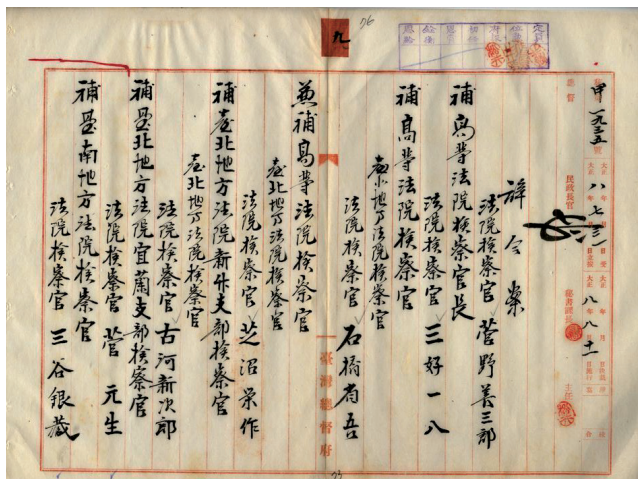 甲一九三五
大正八年七月三
大正八年八月十一
民政長官
秘書課長
主任
辞令案
法院検察官 菅野善三郎
補高等法院検察官長
法院検察官 三好一八
補高等法院検察官
臺北地方法院検察官
法院検察官 石橋省吾
兼補高等法院検察官
臺北地方法院検察官
法院検察官 芝沼栄作
補臺北地方法院新竹支部検察官
臺北地方法院検察官
法院検察官 古河新次郎
補臺北地方法院宜蘭支部検察官
法院検察官 菅元生
補臺南地方法院検察官
法院検察官 三谷銀蔵
臺灣總督府
九
26